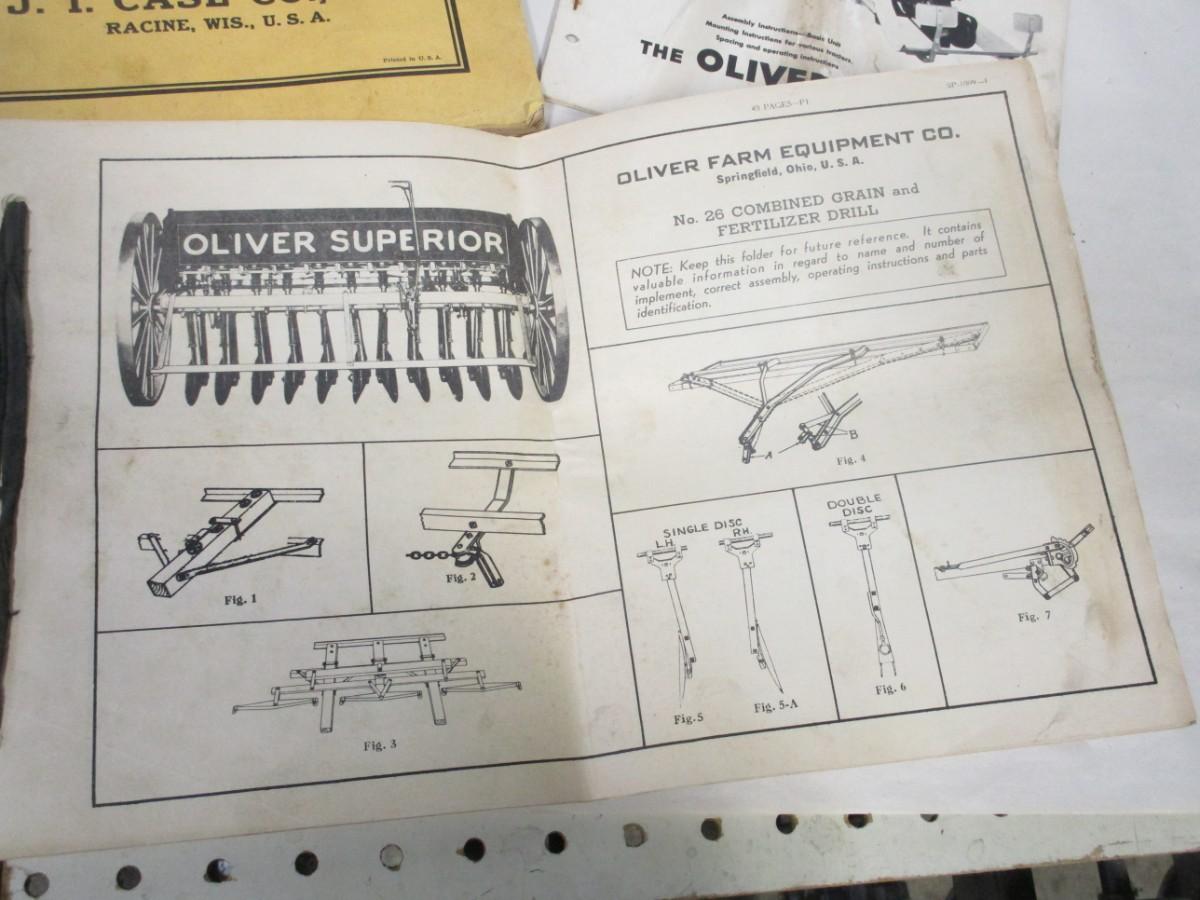 J. I. CASE CO.,
RACINE, WIS., U. S. A.
Printed in U. S. A.
Assembly Instructions—Basic Unit
Mounting Instructions for various tractors.
Spacing and operating instructions
THE OLIVER
45 PAGES—P1
OLIVER FARM EQUIPMENT CO.
Springfield, Ohio, U. S. A.
No. 26 COMBINED GRAIN and
FERTILIZER DRILL
NOTE: Keep this folder for future reference. It contains
valuable information in regard to name and number of
implement, correct assembly, operating instructions and parts
identification.
OLIVER SUPERIOR
A
B
Fig. 4
Fig. 1
Fig. 2
Fig. 3
SINGLE DISC
L.H.
R.H.
Fig. 5
Fig. 5-A
DOUBLE
DISC
Fig. 6
Fig. 7